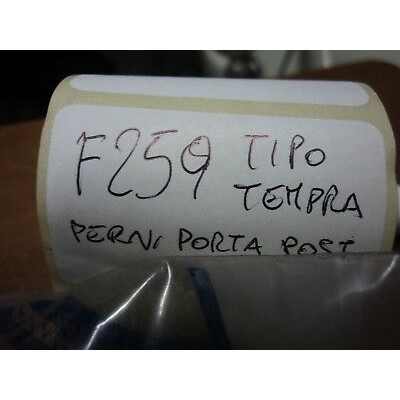 F259 TIPO
TEMPRA
PERNI PORTA POST